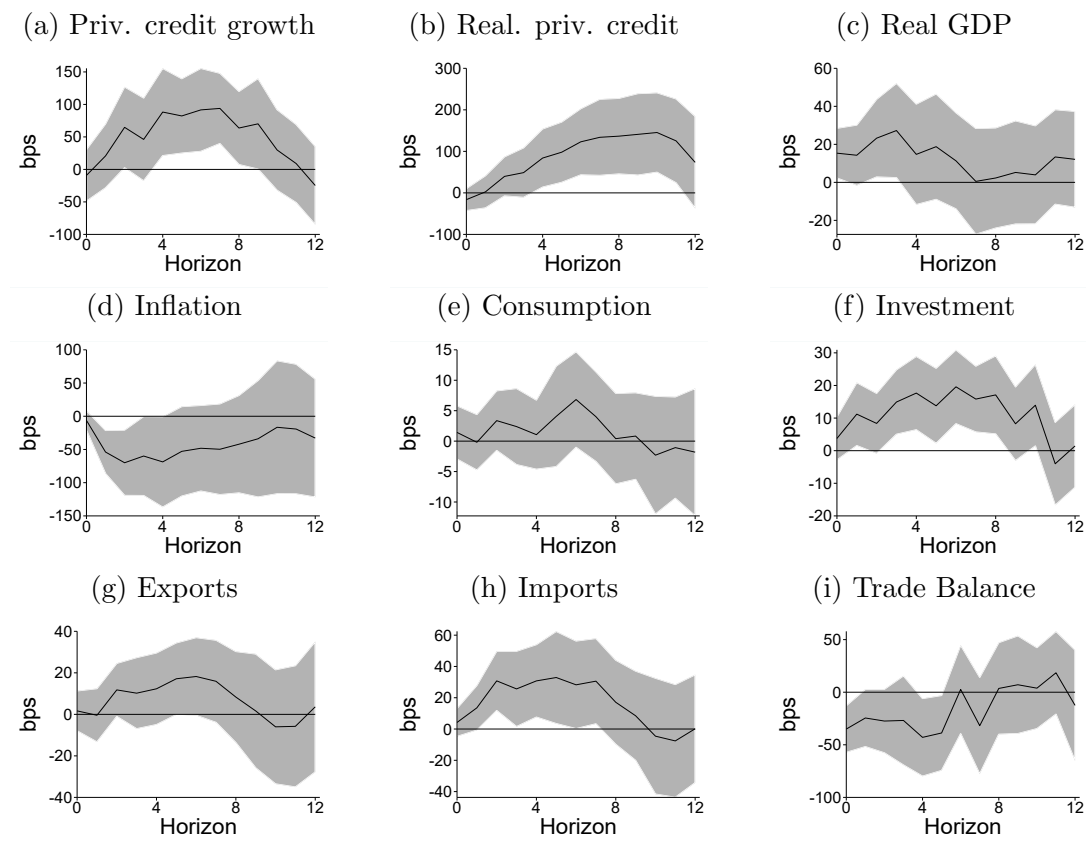 (a) Priv. credit growth
(b) Real. priv. credit
(c) Real GDP
150
100
50
0
-50
-100
bps
0 4 8 12
Horizon
300
200
100
0
-100
bps
0 4 8 12
Horizon
60
40
20
0
-20
bps
0 4 8 12
Horizon
(d) Inflation
(e) Consumption
(f) Investment
100
50
0
-50
-100
-150
bps
0 4 8 12
Horizon
15
10
5
0
-5
-10
bps
0 4 8 12
Horizon
30
20
10
0
-10
-20
bps
0 4 8 12
Horizon
(g) Exports
(h) Imports
(i) Trade Balance
40
20
0
-20
-40
bps
0 4 8 12
Horizon
60
40
20
0
-20
-40
bps
0 4 8 12
Horizon
50
0
-50
-100
bps
0 4 8 12
Horizon